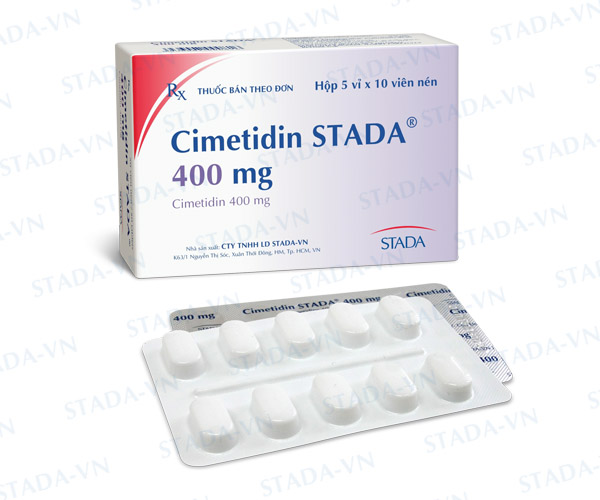 Rx THUỐC BÁN THEO ĐƠN Hộp 5 vỉ x 10 viên nén
Cimetidin STADA®
400 mg
Cimetidin 400 mg
Nhà sản xuất: CTY TNHH LD STADA-VN
K63/1 Nguyễn Thị Sóc, Xuân Thới Đông, HM, Tp. HCM, VN
STADA
400 mg Cimetidin STADA® 400 mg
400
STADA-VN